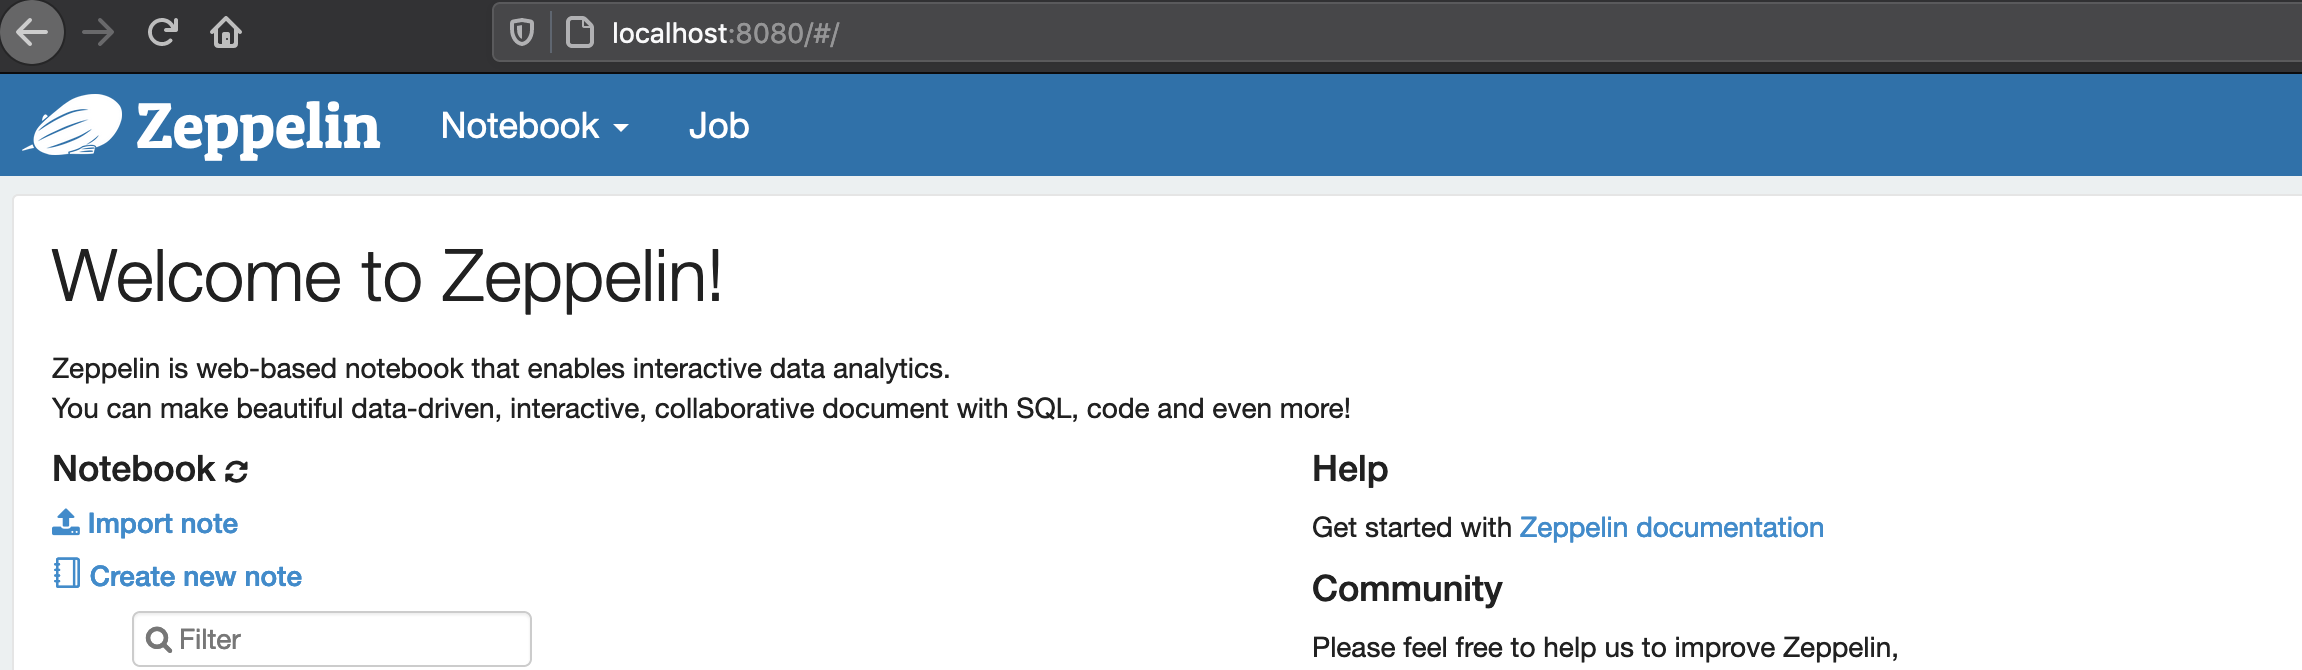 localhost:8080/#/
Zeppelin Notebook Job
Welcome to Zeppelin!
Zeppelin is web-based notebook that enables interactive data analytics.
You can make beautiful data-driven, interactive, collaborative document with SQL, code and even more!
Notebook
Import note
Create new note
Filter
Help
Get started with Zeppelin documentation
Community
Please feel free to help us to improve Zeppelin,